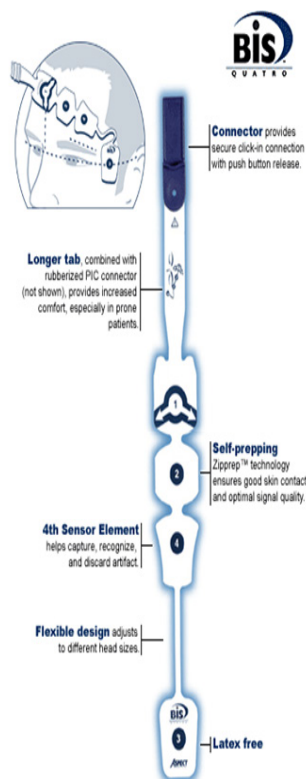 BIS
QUATRO
Connector provides
secure click-in connection
with push button release.
Longer tab, combined with
rubberized PIC connector
(not shown), provides increased
comfort, especially in prone
patients.
1
Self-prepping
Zipprep™ technology
ensures good skin contact
and optimal signal quality.
2
4th Sensor Element
helps capture, recognize,
and discard artifact.
4
Flexible design adjusts
to different head sizes.
BIS
3
Latex free
ASPECT